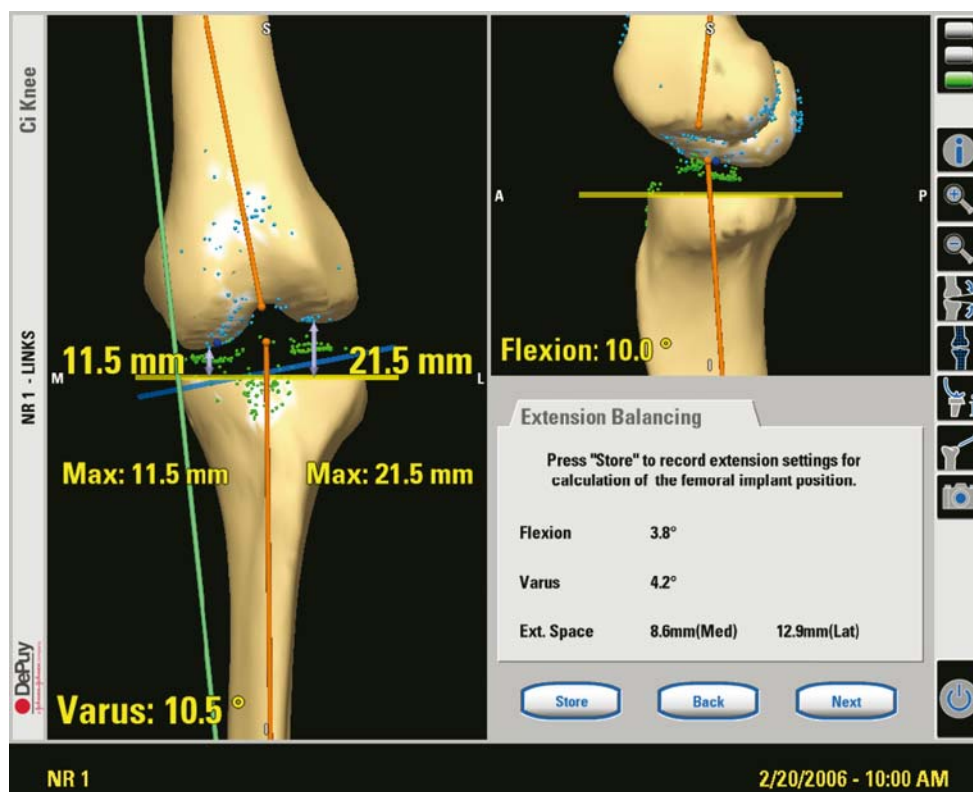 Ci Knee
NR 1 - LINKS
DePuy
S
11.5 mm
21.5 mm
M
L
Max: 11.5 mm
Max: 21.5 mm
Varus: 10.5 °
I
S
A
P
Flexion: 10.0 °
I
Extension Balancing
Press "Store" to record extension settings for
calculation of the femoral implant position.
Flexion 3.8°
Varus 4.2°
Ext. Space 8.6mm(Med) 12.9mm(Lat)
Store Back Next
i
NR 1
2/20/2006 - 10:00 AM